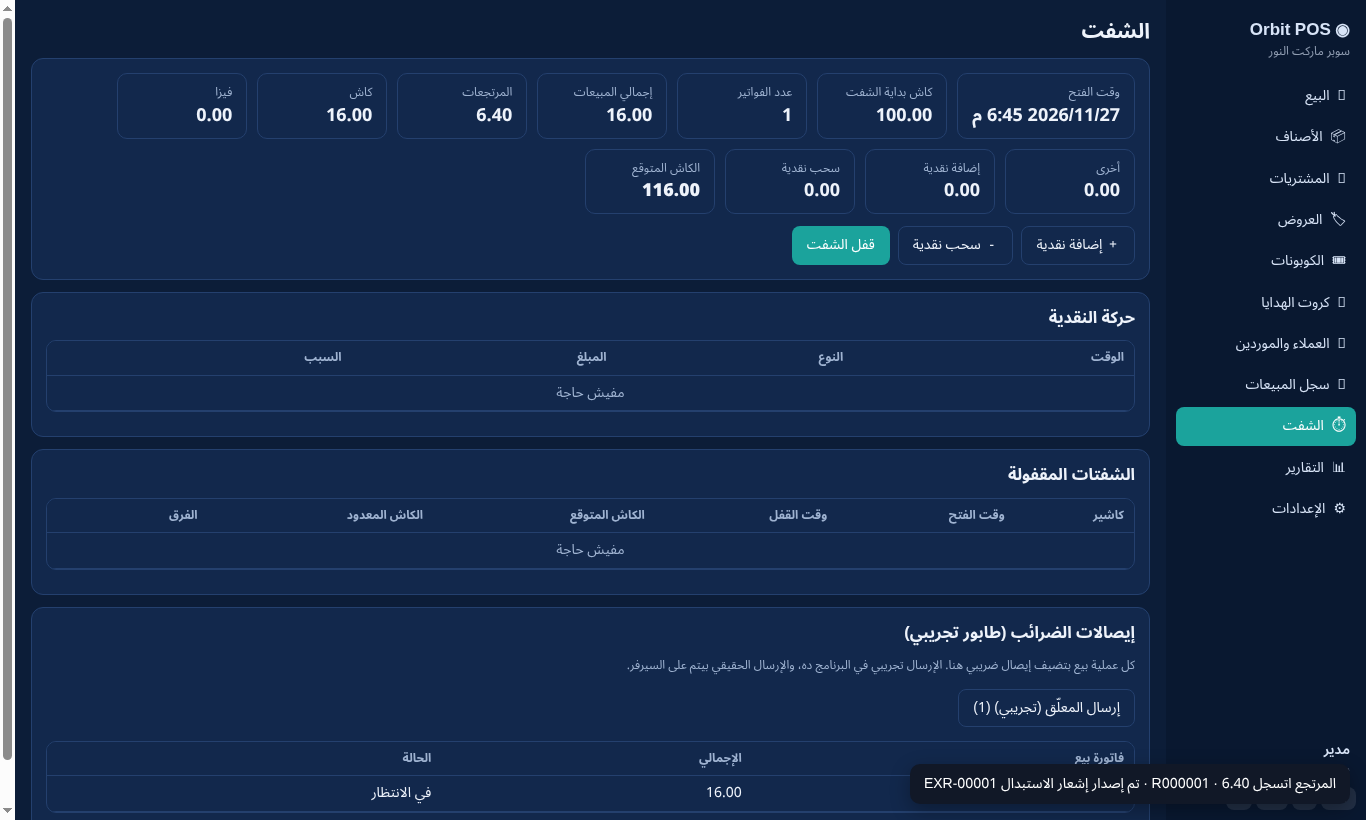 ◉ Orbit POS
سوبر ماركت النور
البيع
الأصناف
المشتريات
العروض
الكوبونات
كروت الهدايا
العملاء والموردين
سجل المبيعات
الشفت
التقارير
الإعدادات
مدير
الشفت
وقت الفتح
2026/11/27 6:45 م
كاش بداية الشفت
100.00
عدد الفواتير
1
إجمالي المبيعات
16.00
المرتجعات
6.40
كاش
16.00
فيزا
0.00
أخرى
0.00
إضافة نقدية
0.00
سحب نقدية
0.00
الكاش المتوقع
116.00
+ إضافة نقدية
- سحب نقدية
قفل الشفت
حركة النقدية
الوقت النوع المبلغ السبب
مفيش حاجة
الشفتات المقفولة
كاشير وقت الفتح وقت القفل الكاش المتوقع الكاش المعدود الفرق
مفيش حاجة
إيصالات الضرائب (طابور تجريبي)
كل عملية بيع بتضيف إيصال ضريبي هنا. الإرسال تجريبي في البرنامج ده، والإرسال الحقيقي بيتم على السيرفر.
إرسال المعلّق (تجريبي) (1)
فاتورة بيع الإجمالي الحالة
16.00 في الانتظار
المرتجع اتسجل R000001 · 6.40 · تم إصدار إشعار الاستبدال EXR-00001